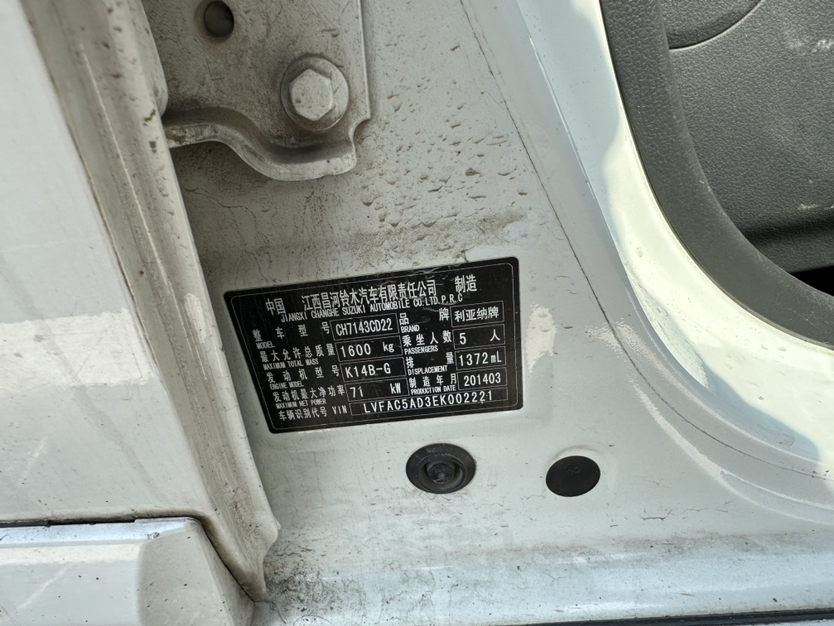 中国 江西昌河铃木汽车有限责任公司 制造
JIANGXI CHANGHE SUZUKI AUTOMOBILE CO.LTD.P.R.C
整车型号 CH7143CD22 品牌 BRAND 利亚纳牌
最大允许总质量 MAXIMUM TOTAL MASS 1600 kg 乘坐人数 PASSENGERS 5 人
发动机型号 ENGINE MODEL K14B-G 排量 DISPLACEMENT 1372mL
发动机最大净功率 MAXIMUM NET POWER 71 kW 制造年月 PRODUCTION DATE 201403
车辆识别代号 VIN LVFAC5AD3EK002221